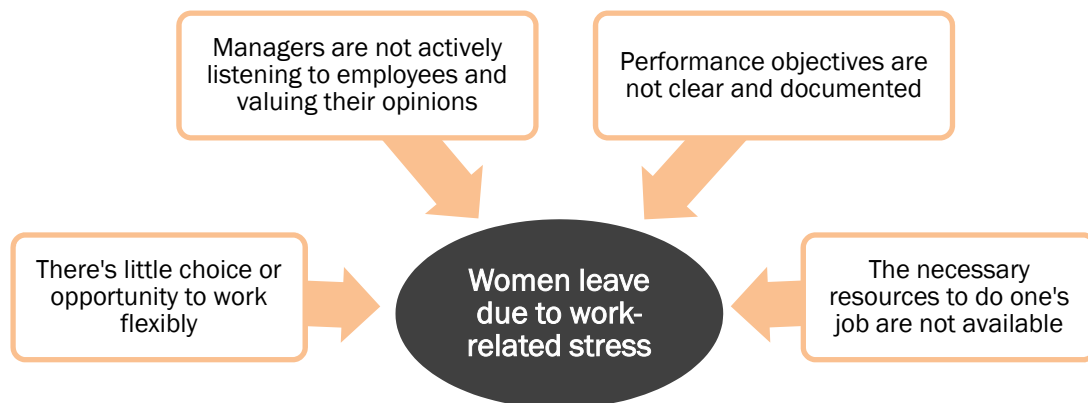 Managers are not actively
listening to employees and
valuing their opinions
Performance objectives are
not clear and documented
There's little choice or
opportunity to work
flexibly
Women leave
due to work-
related stress
The necessary
resources to do one's
job are not available